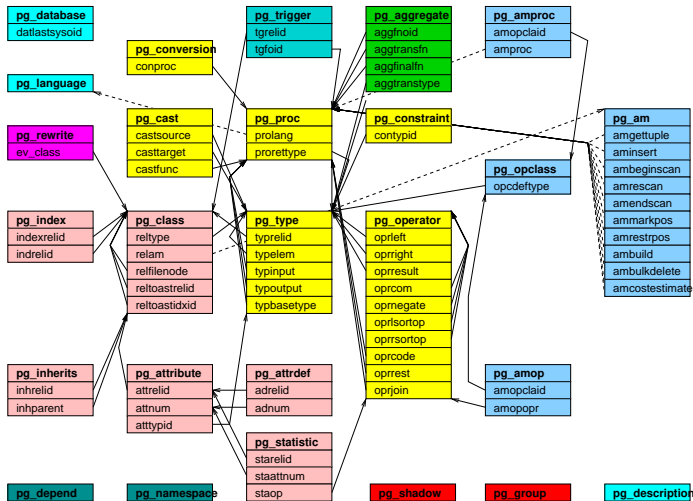 pg_database
datlastsysoid
pg_conversion
conproc
pg_trigger
tgrelid
tgfoid
pg_aggregate
aggfnoid
aggtransfn
aggfinalfn
aggtranstype
pg_amproc
amopclaid
amproc
pg_language
pg_rewrite
ev_class
pg_cast
castsource
casttarget
castfunc
pg_proc
prolang
prorettype
pg_constraint
contypid
pg_opclass
opcdeftype
pg_am
amgettuple
aminsert
ambeginscan
amrescan
amendscan
ammarkpos
amrestrpos
ambuild
ambulkdelete
amcostestimate
pg_index
indexrelid
indrelid
pg_class
reltype
relam
relfilenode
reltoastrelid
reltoastidxid
pg_type
typrelid
typelem
typinput
typoutput
typbasetype
pg_operator
oprleft
oprright
oprresult
oprcom
oprnegate
oprlsortop
oprrsortop
oprcode
oprrest
oprjoin
pg_inherits
inhrelid
inhparent
pg_attribute
attrelid
attnum
atttypid
pg_attrdef
adrelid
adnum
pg_amop
amopclaid
amopopr
pg_statistic
starelid
staattnum
staop
pg_depend
pg_namespace
pg_shadow
pg_group
pg_description